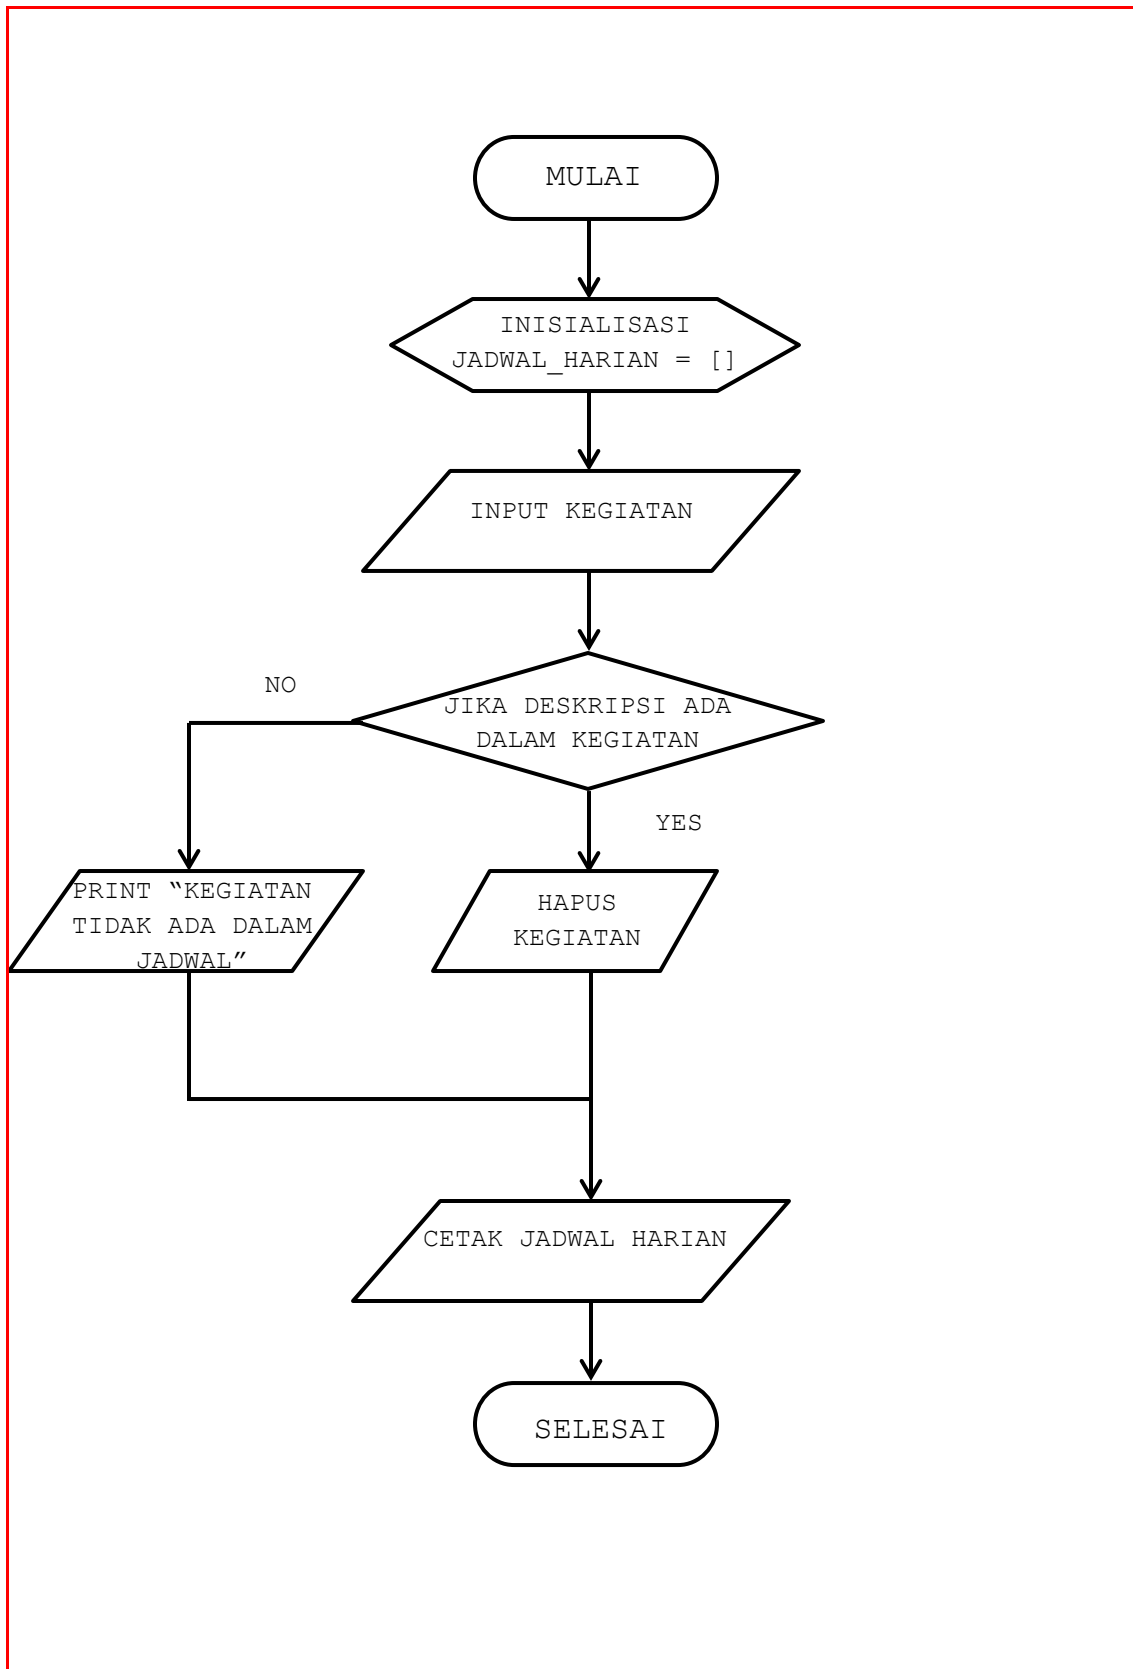 MULAI
INISIALISASI
JADWAL_HARIAN = []
INPUT KEGIATAN
NO
JIKA DESKRIPSI ADA
DALAM KEGIATAN
YES
PRINT “KEGIATAN
TIDAK ADA DALAM
JADWAL”
HAPUS
KEGIATAN
CETAK JADWAL HARIAN
SELESAI